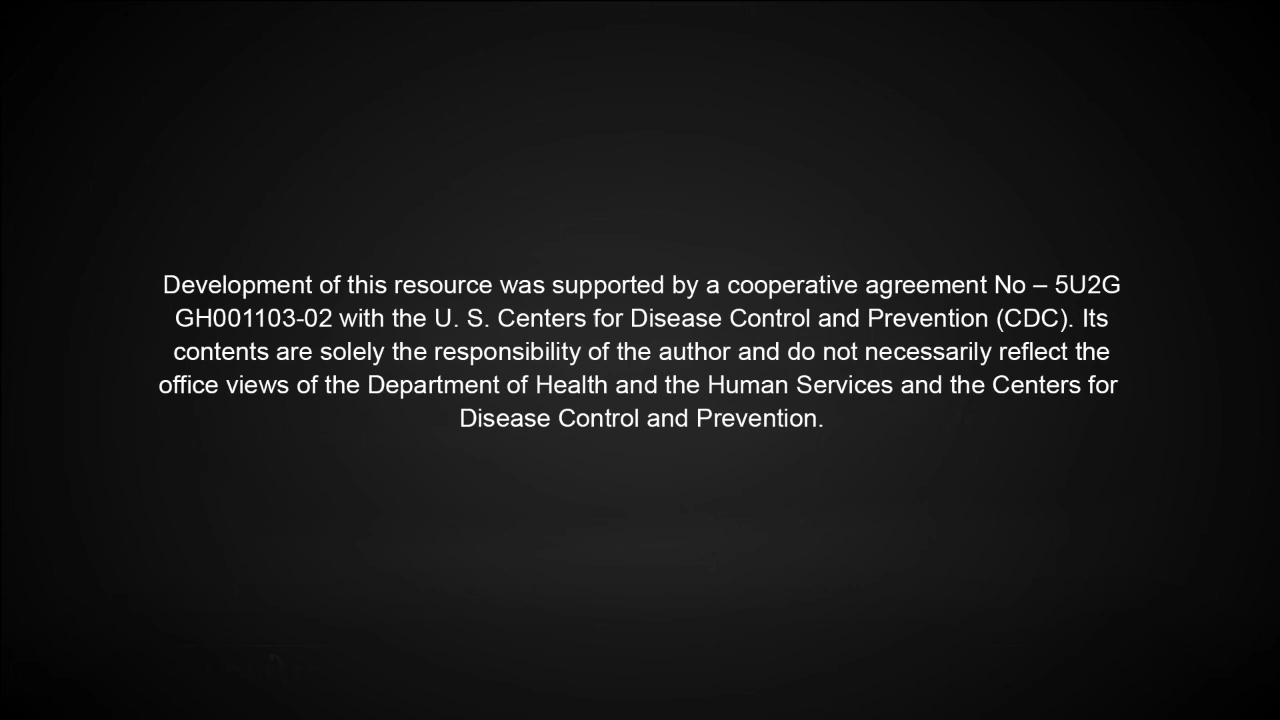 Development of this resource was supported by a cooperative agreement No – 5U2G
GH001103-02 with the U. S. Centers for Disease Control and Prevention (CDC). Its
contents are solely the responsibility of the author and do not necessarily reflect the
office views of the Department of Health and the Human Services and the Centers for
Disease Control and Prevention.